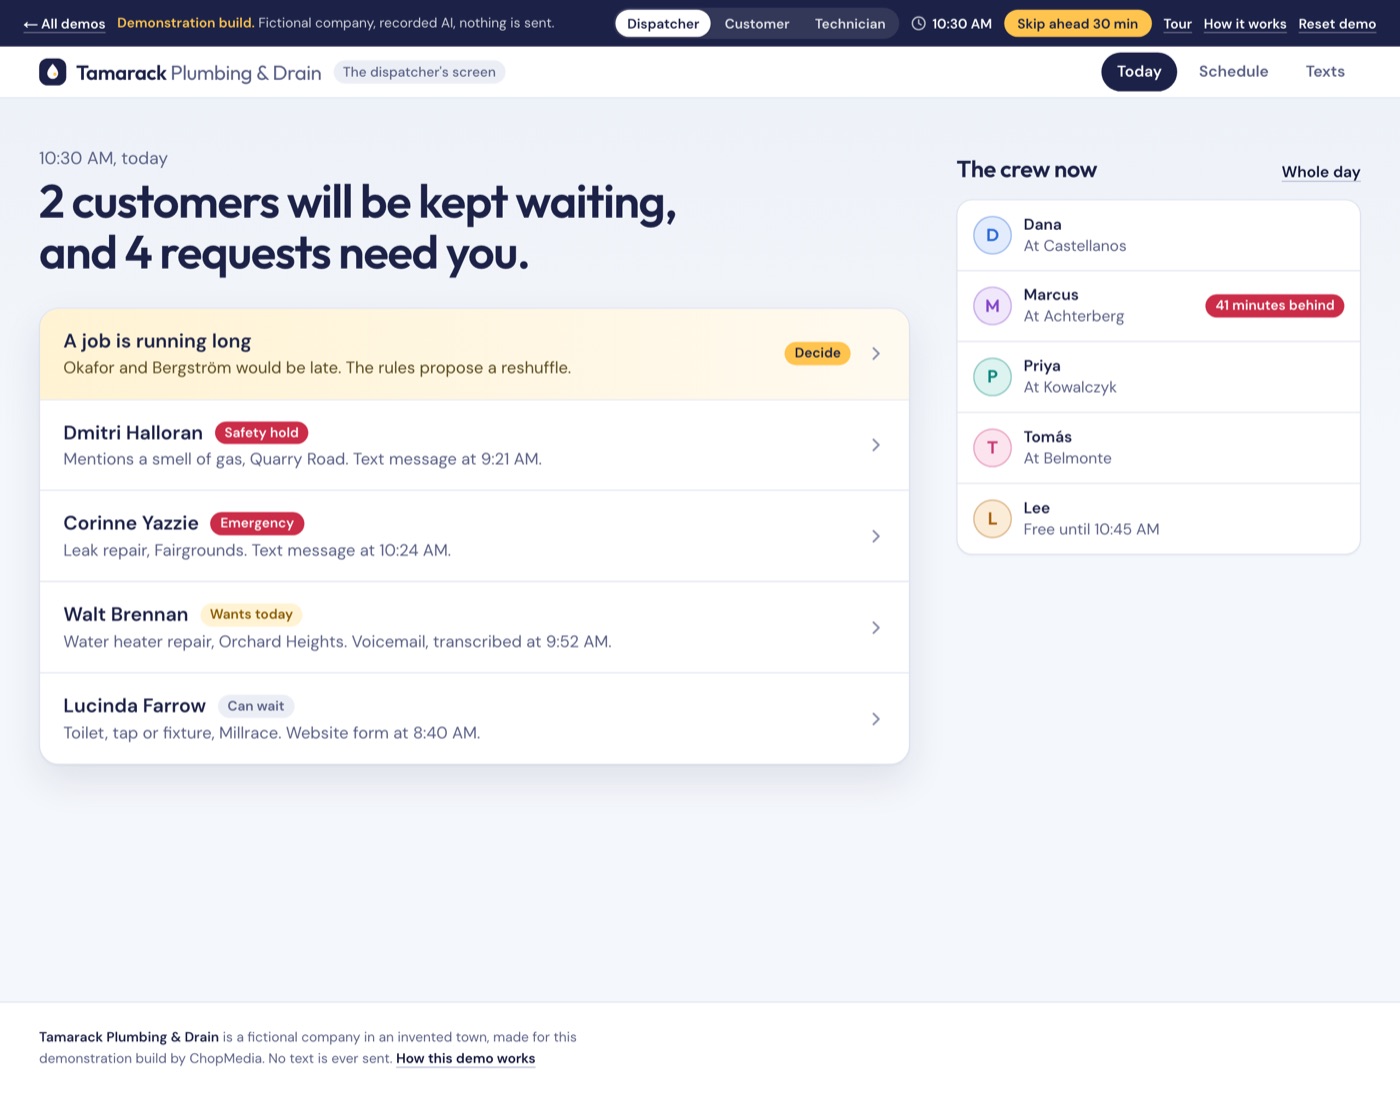 ← All demos Demonstration build. Fictional company, recorded AI, nothing is sent. Dispatcher Customer Technician 10:30 AM Skip ahead 30 min Tour How it works Reset demo
Tamarack Plumbing & Drain The dispatcher's screen Today Schedule Texts
10:30 AM, today
2 customers will be kept waiting,
and 4 requests need you.
A job is running long
Okafor and Bergström would be late. The rules propose a reshuffle.
Decide
Dmitri Halloran Safety hold
Mentions a smell of gas, Quarry Road. Text message at 9:21 AM.
Corinne Yazzie Emergency
Leak repair, Fairgrounds. Text message at 10:24 AM.
Walt Brennan Wants today
Water heater repair, Orchard Heights. Voicemail, transcribed at 9:52 AM.
Lucinda Farrow Can wait
Toilet, tap or fixture, Millrace. Website form at 8:40 AM.
The crew now Whole day
D Dana
At Castellanos
M Marcus
At Achterberg
41 minutes behind
P Priya
At Kowalczyk
T Tomás
At Belmonte
L Lee
Free until 10:45 AM
Tamarack Plumbing & Drain is a fictional company in an invented town, made for this
demonstration build by ChopMedia. No text is ever sent. How this demo works